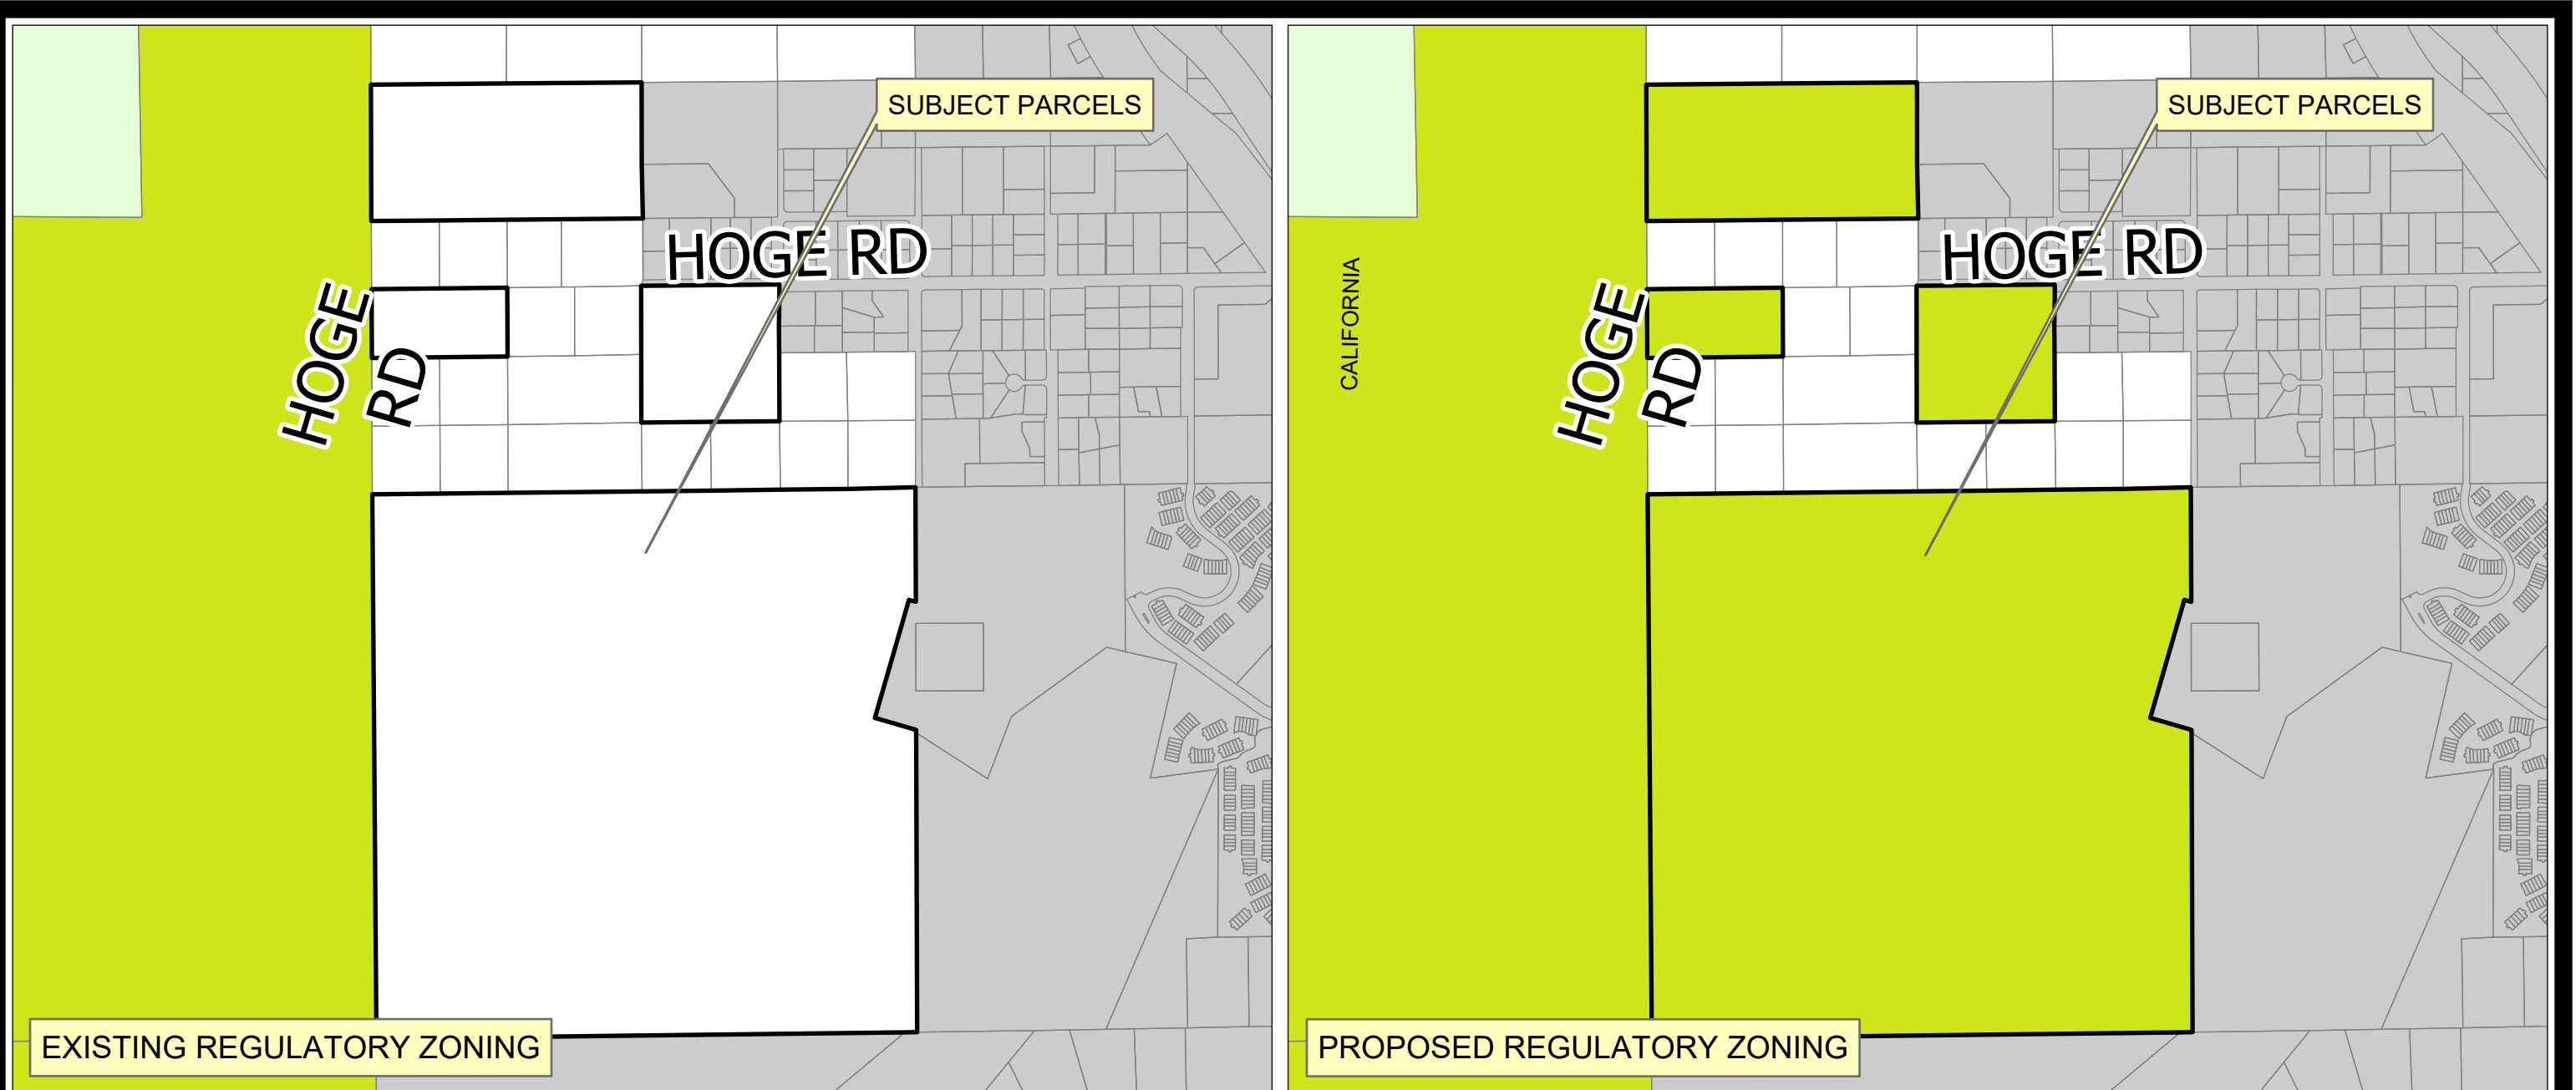 SUBJECT PARCELS
HOGE RD
HOGE
RD
EXISTING REGULATORY ZONING
SUBJECT PARCELS
HOGE RD
CALIFORNIA
HOGE
RD
PROPOSED REGULATORY ZONING